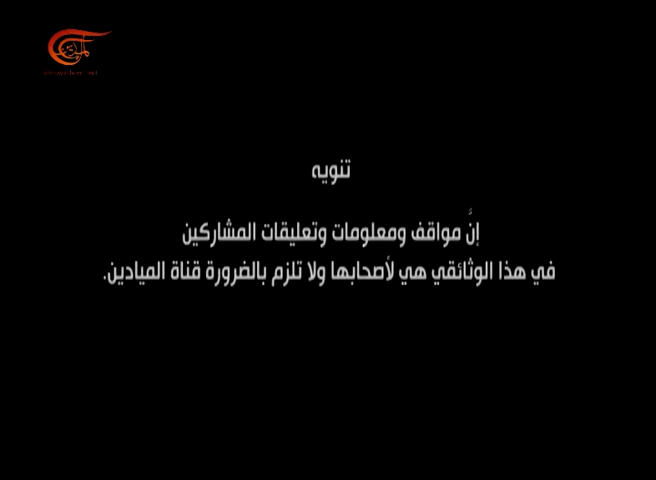 تنويه
إنَّ مواقف ومعلومات وتعليقات المشاركين
في هذا الوثائقي هي لأصحابها ولا تلزم بالضرورة قناة الميادين.